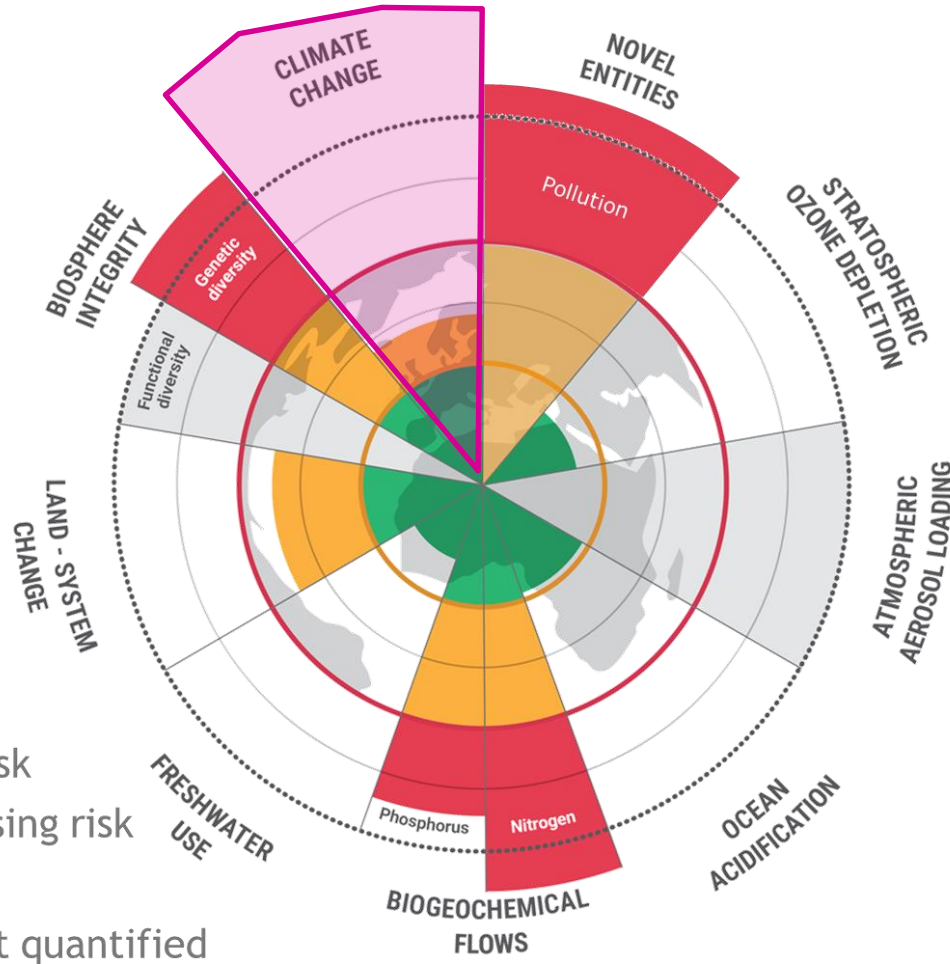 CLIMATE
CHANGE
NOVEL
ENTITIES
Pollution
STRATOSPHERIC
OZONE DEPLETION
BIOSPHERE
INTEGRITY
Genetic
diversity
Functional
diversity
ATMOSPHERIC
AEROSOL LOADING
LAND - SYSTEM
CHANGE
sk
sing risk
FRESHWATER
USE
Phosphorus
Nitrogen
OCEAN
ACIDIFICATION
BIOGEOCHEMICAL
FLOWS
t quantified